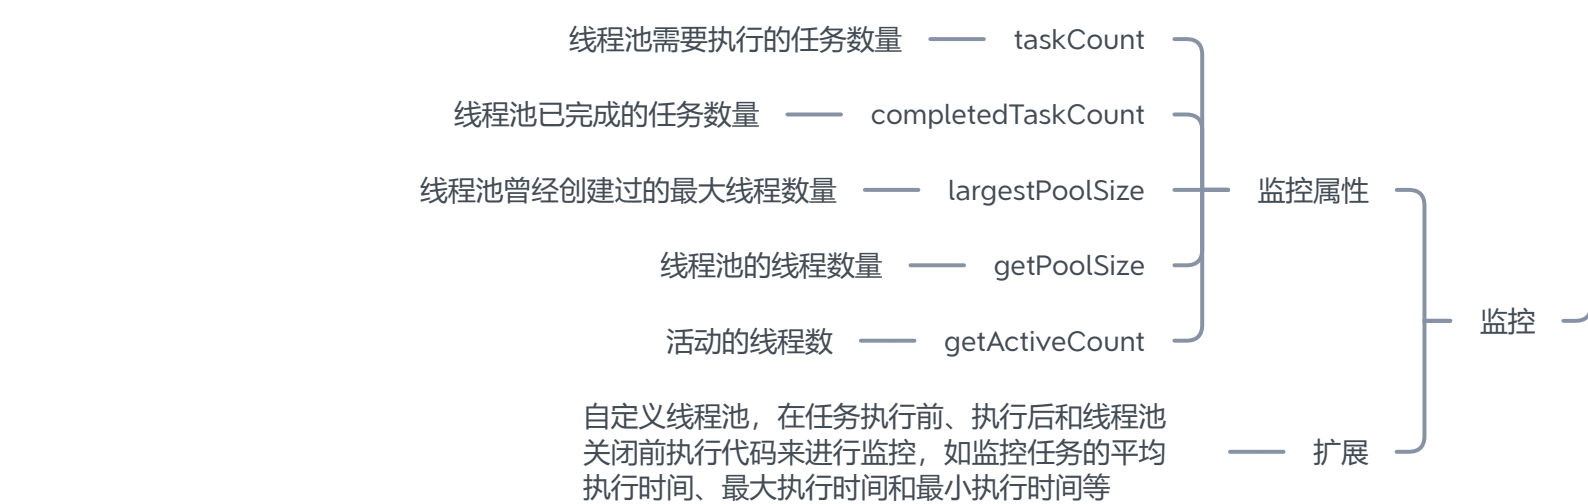 线程池需要执行的任务数量 taskCount
线程池已完成的任务数量 completedTaskCount
线程池曾经创建过的最大线程数量 largestPoolSize 监控属性
线程池的线程数量 getPoolSize
监控
活动的线程数 getActiveCount
自定义线程池，在任务执行前、执行后和线程池
关闭前执行代码来进行监控，如监控任务的平均 扩展
执行时间、最大执行时间和最小执行时间等